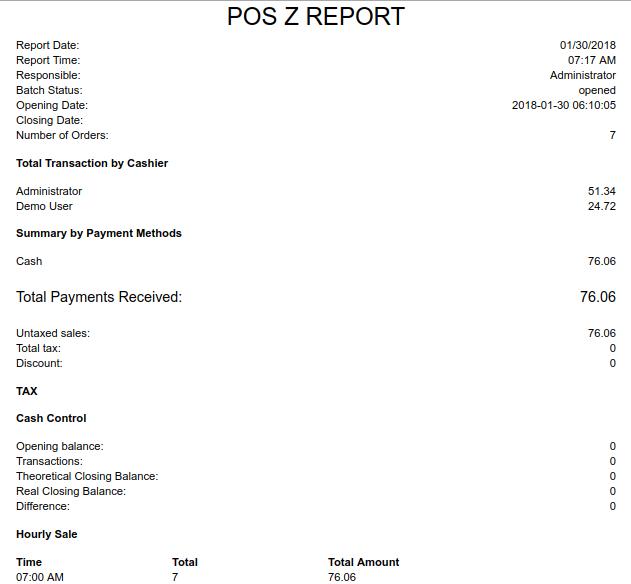 POS Z REPORT
Report Date: 01/30/2018
Report Time: 07:17 AM
Responsible: Administrator
Batch Status: opened
Opening Date: 2018-01-30 06:10:05
Closing Date:
Number of Orders: 7
Total Transaction by Cashier
Administrator 51.34
Demo User 24.72
Summary by Payment Methods
Cash 76.06
Total Payments Received: 76.06
Untaxed sales: 76.06
Total tax: 0
Discount: 0
TAX
Cash Control
Opening balance: 0
Transactions: 0
Theoretical Closing Balance: 0
Real Closing Balance: 0
Difference: 0
Hourly Sale
Time Total Total Amount
07:00 AM 7 76.06